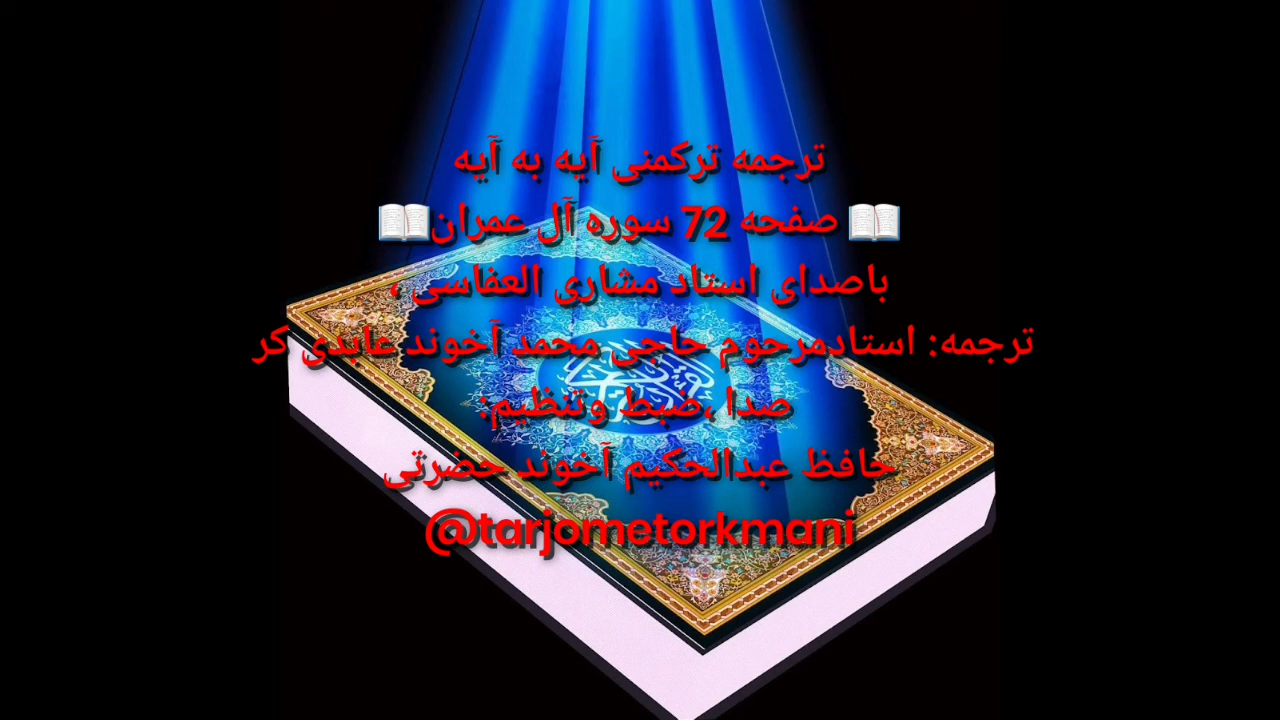 ترجمه ترکمنی آیه به آیه
📖 صفحه 72 سوره آل عمران📖
باصدای استاد مشاری العفاسی ،
ترجمه: استادمرحوم حاجی محمد آخوند عابدی کر
صدا ،ضبط وتنظیم:
حافظ عبدالحکیم آخوند حضرتی
@tarjometorkmani